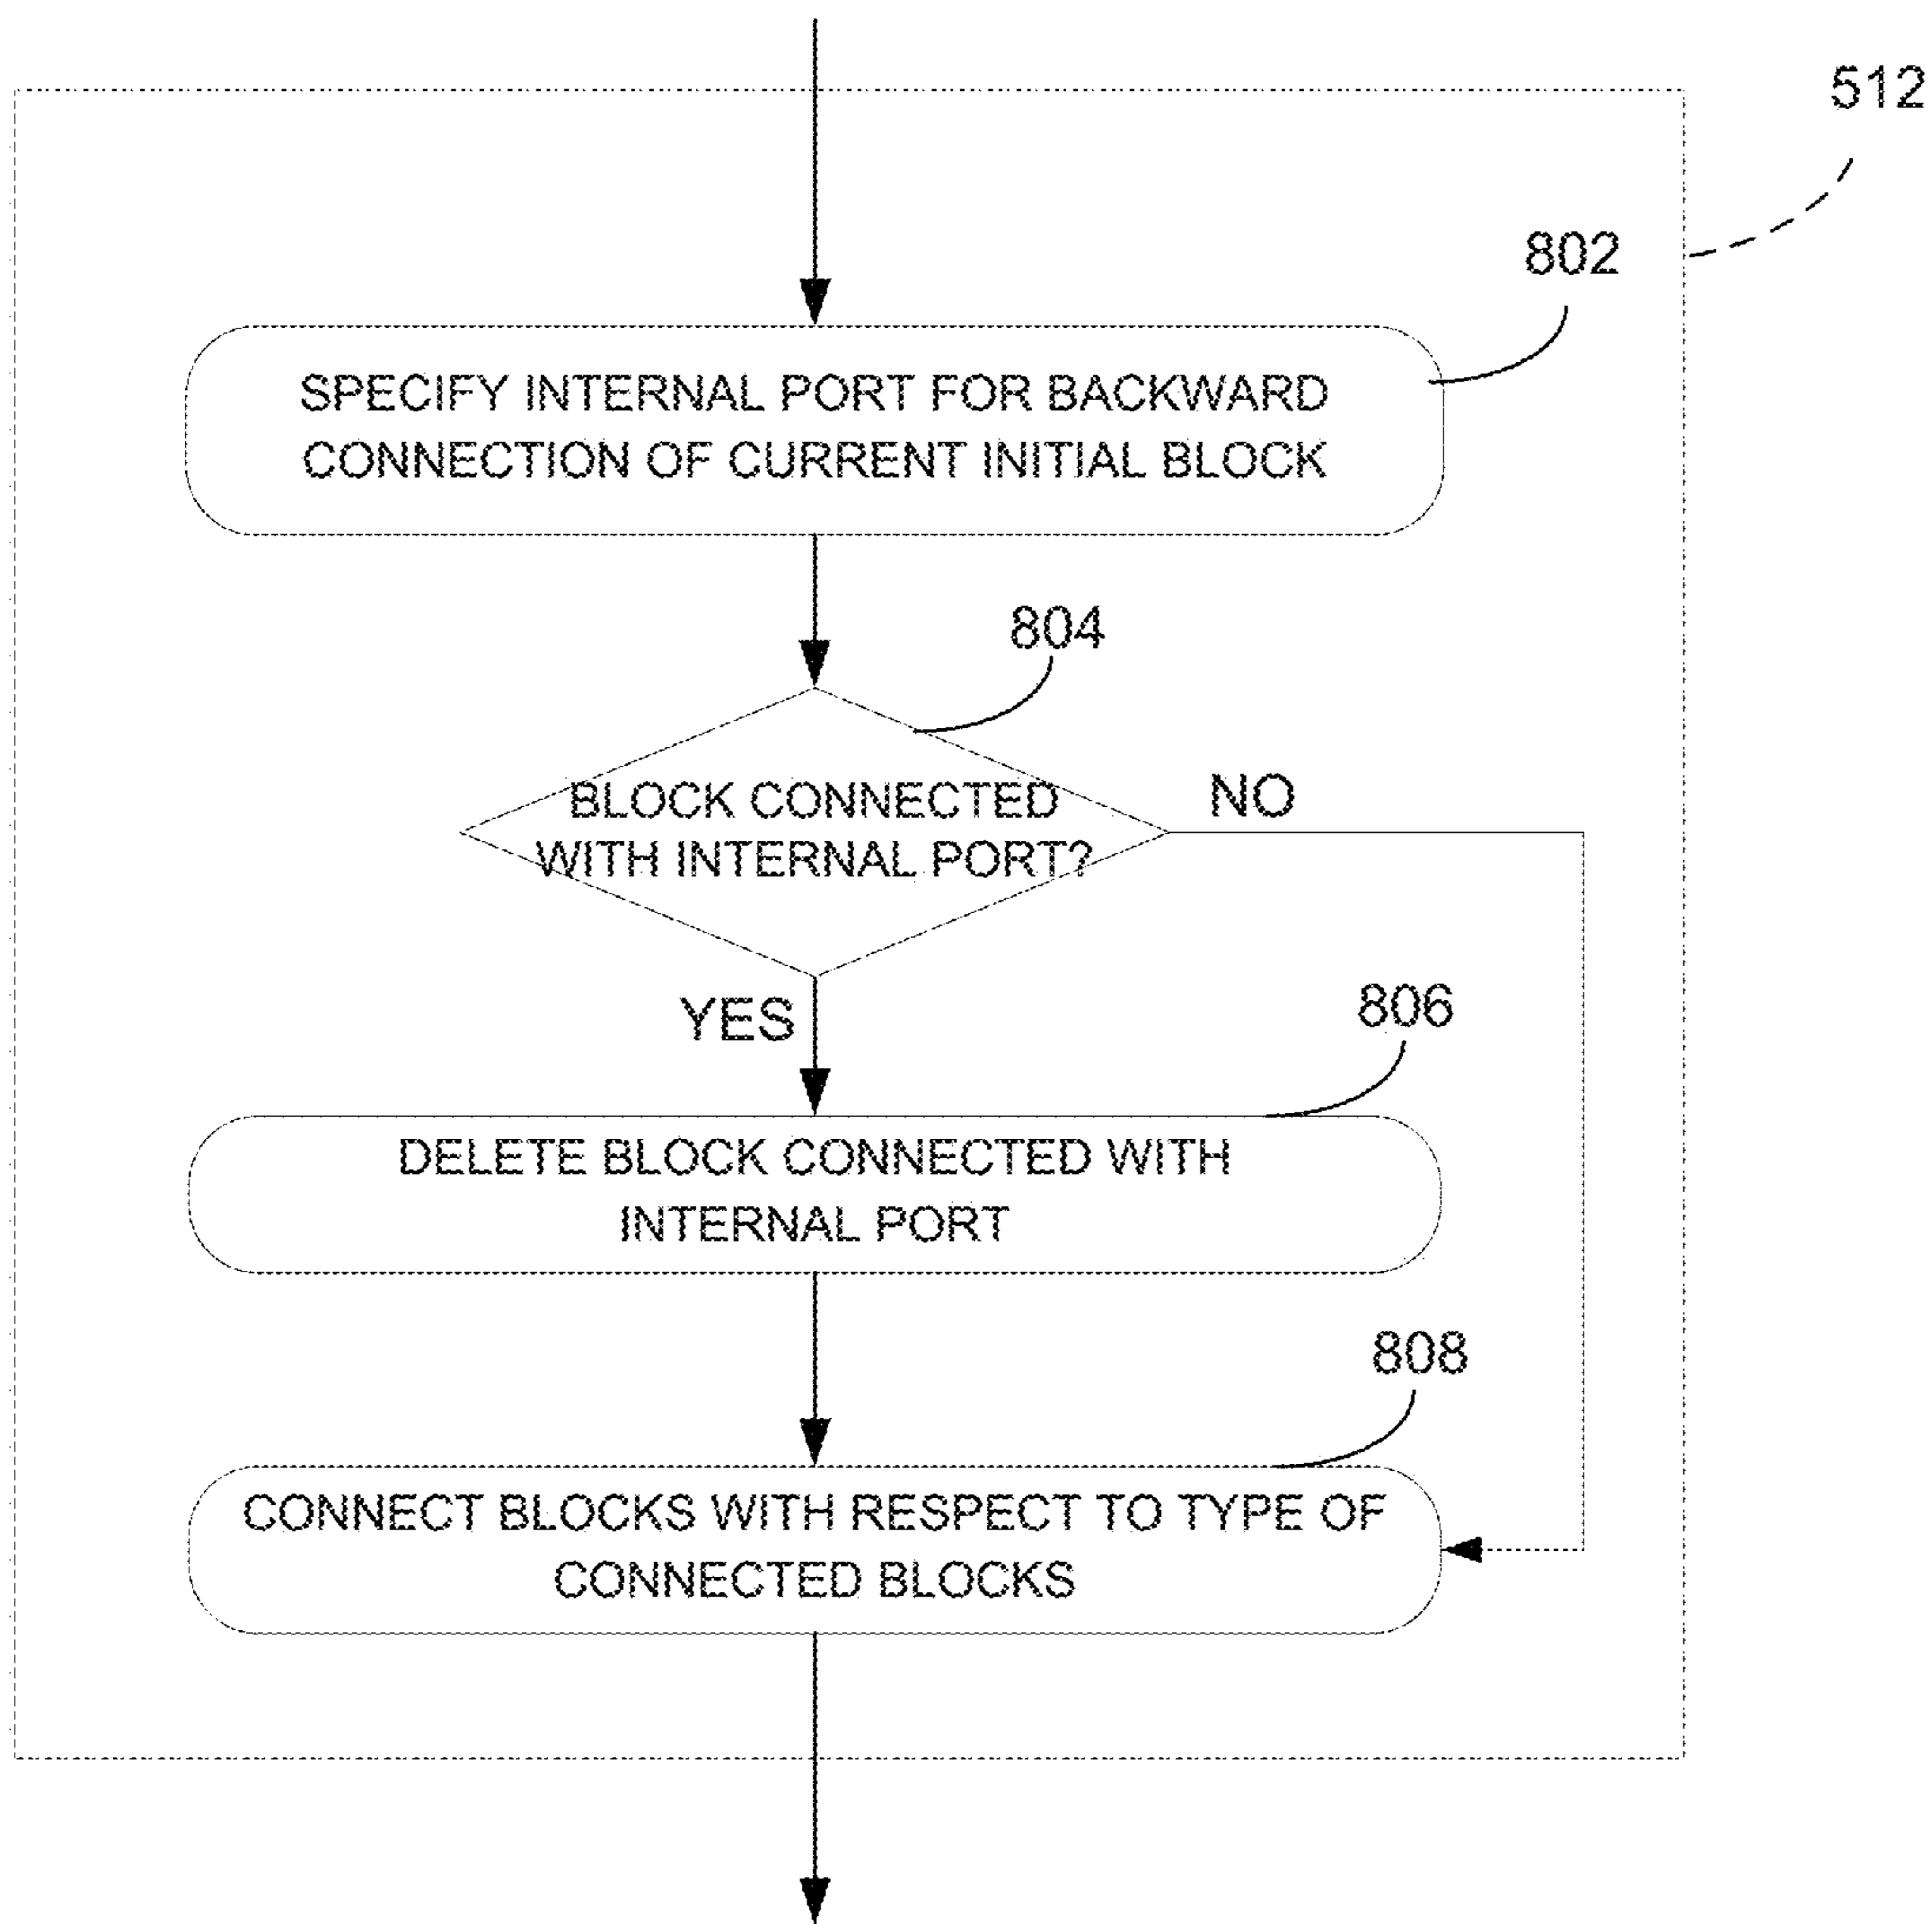 512
802
SPECIFY INTERNAL PORT FOR BACKWARD
CONNECTION OF CURRENT INITIAL BLOCK
804
BLOCK CONNECTED
WITH INTERNAL PORT?
NO
YES
806
DELETE BLOCK CONNECTED WITH
INTERNAL PORT
808
CONNECT BLOCKS WITH RESPECT TO TYPE OF
CONNECTED BLOCKS